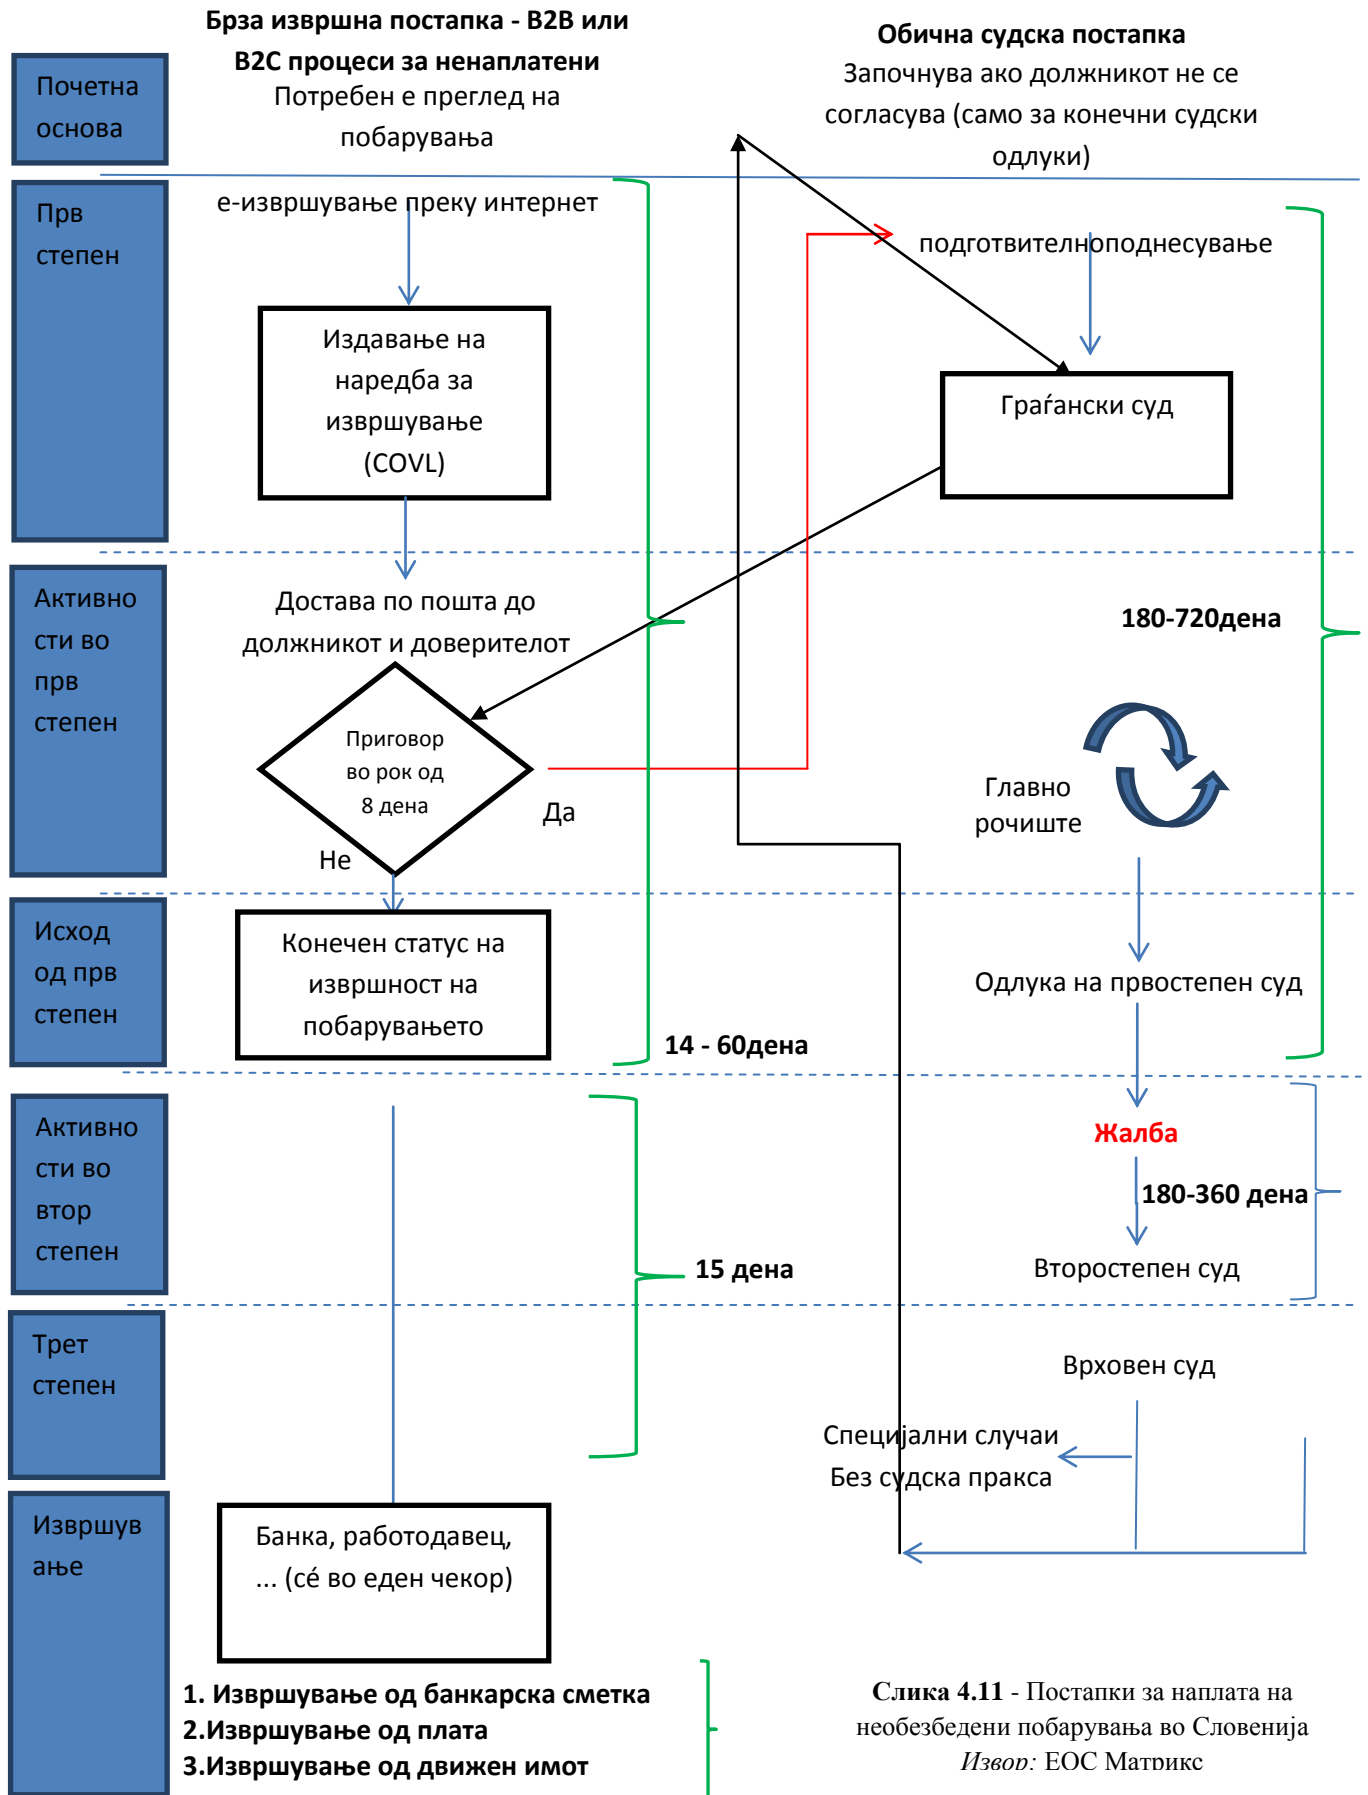 Брза извршна постапка - B2B или
B2C процеси за ненаплатени
Потребен е преглед на
побарувања
Обична судска постапка
Започнува ако должникот не се
согласува (само за конечни судски
одлуки)
Почетна
основа
Прв
степен
е-извршување преку интернет
подготвителноподнесување
Издавање на
наредба за
извршување
(COVL)
Граѓански суд
Активно
сти во
прв
степен
Достава по пошта до
должникот и доверителот
180-720дена
Приговор
во рок од
8 дена
Да
Не
Главно
рочиште
Исход
од прв
степен
Конечен статус на
извршност на
побарувањето
Одлука на првостепен суд
14 - 60дена
Активно
сти во
втор
степен
Жалба
180-360 дена
15 дена
Второстепен суд
Трет
степен
Врховен суд
Специјални случаи
Без судска пракса
Извршув
ање
Банка, работодавец,
... (сé во еден чекор)
1. Извршување од банкарска сметка
2.Извршување од плата
3.Извршување од движен имот
Слика 4.11 - Постапки за наплата на
необезбедени побарувања во Словенија
Извор: ЕОС Матрикс